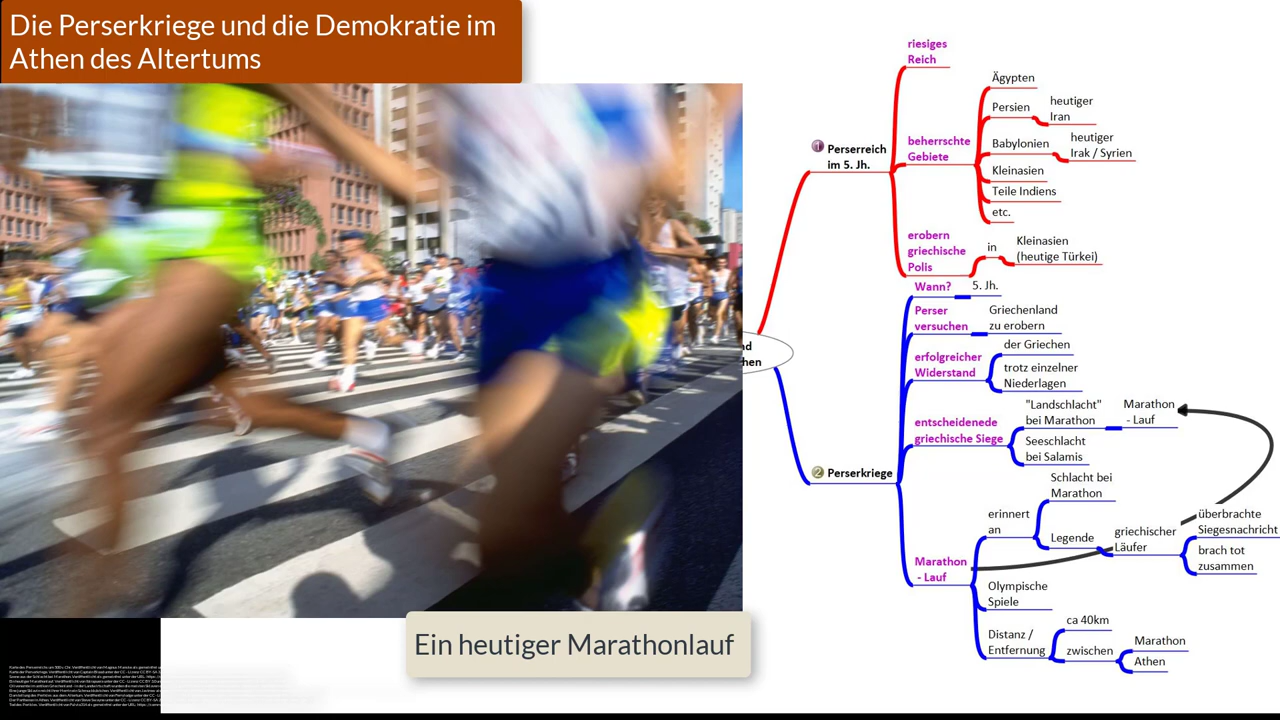 Die Perserkriege und die Demokratie im
Athen des Altertums
riesiges
Reich
Ägypten
Persien
heutiger
Iran
beherrschte
Gebiete
Babylonien
heutiger
Irak / Syrien
Kleinasien
Teile Indiens
etc.
1 Perserreich
im 5. Jh.
erobern
griechische
Polis
in
Kleinasien
(heutige Türkei)
Wann?
5. Jh.
Perser
versuchen
Griechenland
zu erobern
erfolgreicher
Widerstand
der Griechen
trotz einzelner
Niederlagen
entscheidenede
griechische Siege
"Landschlacht"
bei Marathon
Marathon
- Lauf
Seeschlacht
bei Salamis
2 Perserkriege
Marathon
- Lauf
erinnert
an
Schlacht bei
Marathon
Legende
griechischer
Läufer
überbrachte
Siegesnachricht
brach tot
zusammen
Olympische
Spiele
Distanz /
Entfernung
ca 40km
zwischen
Marathon
Athen
Ein heutiger Marathonlauf